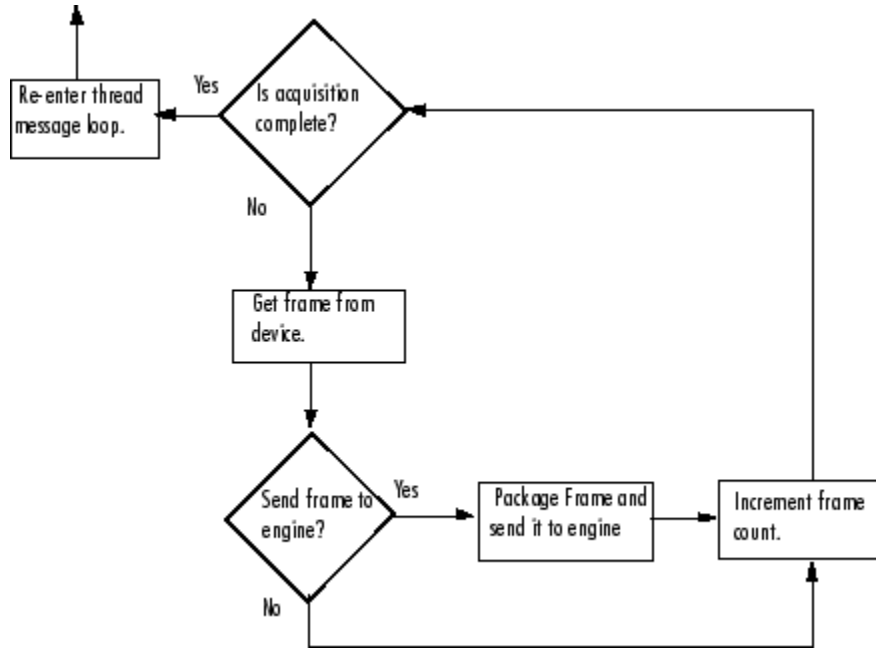 Yes
Re-enter thread
message loop.
Is acquisition
complete?
No
Get frame from
device.
Send frame to
engine?
Yes
Package Frame and
send it to engine
Increment frame
count.
No